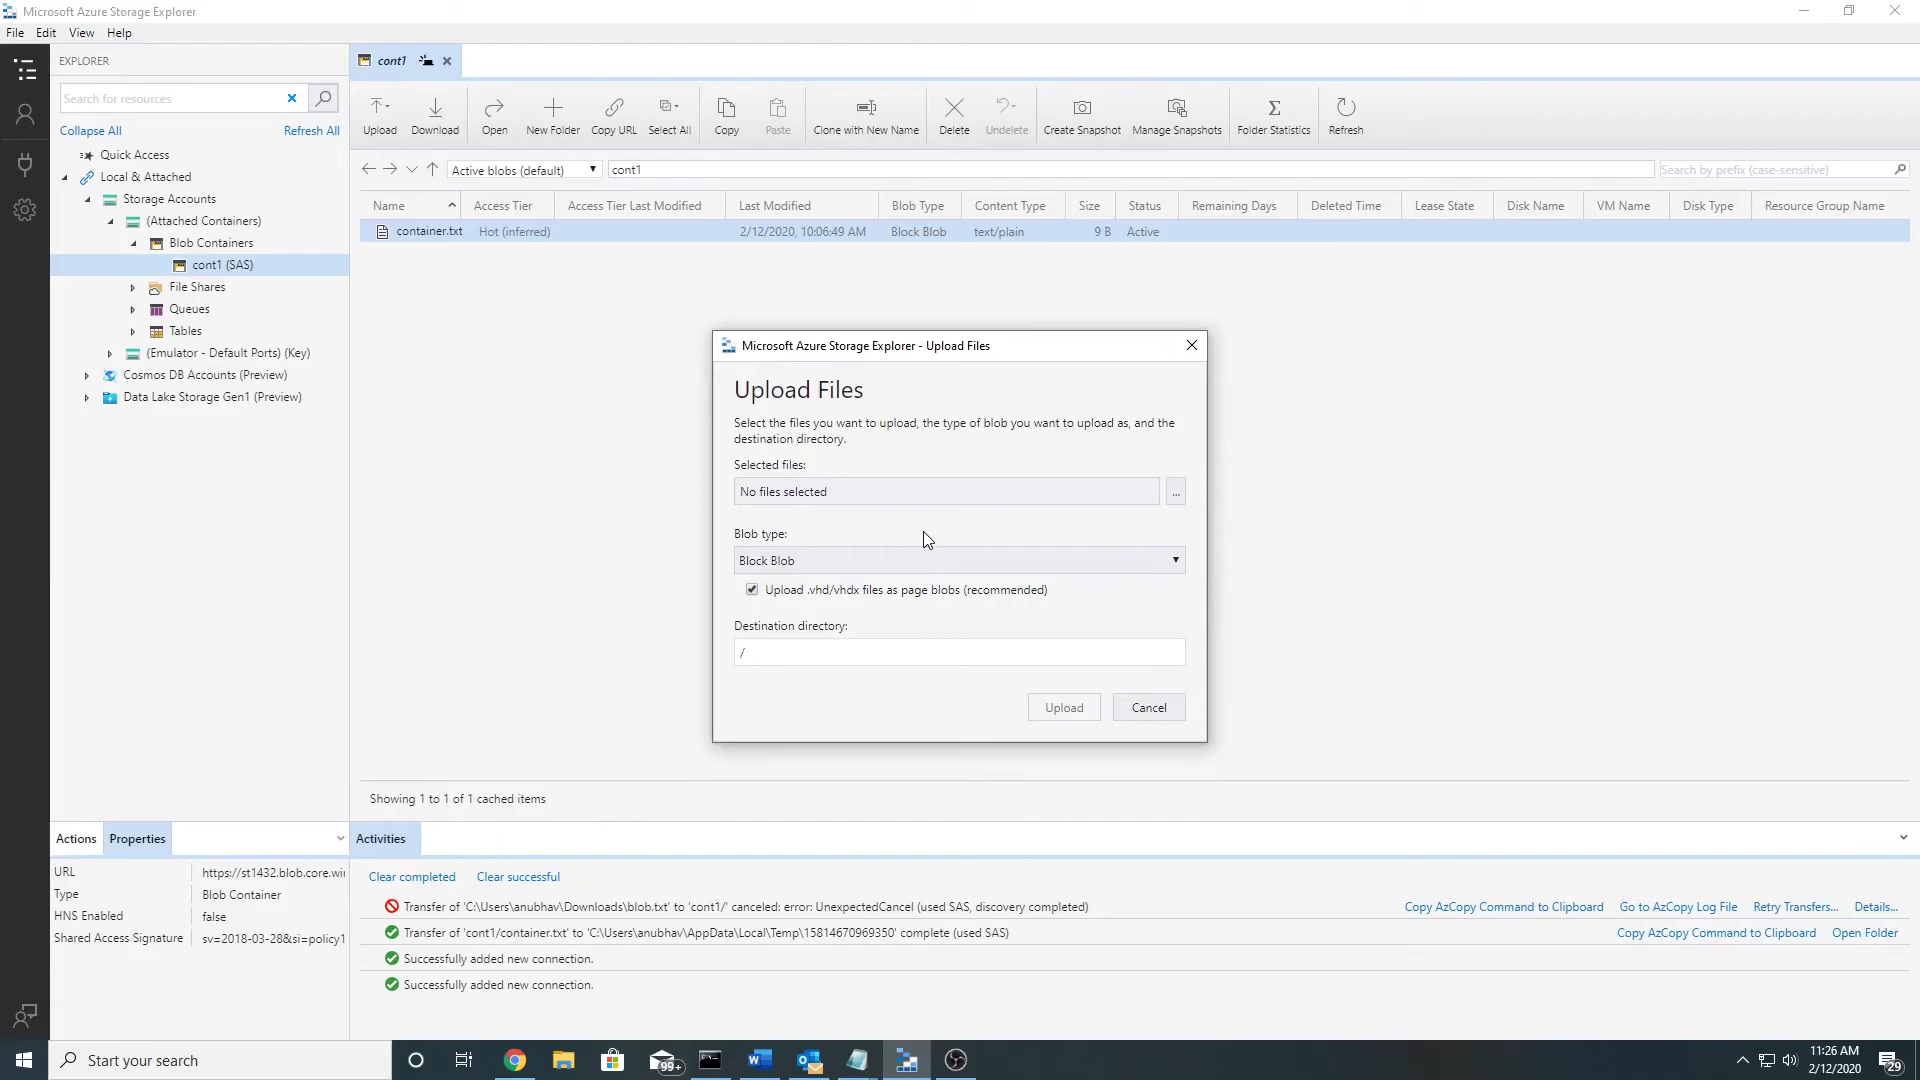 Microsoft Azure Storage Explorer
File Edit View Help
EXPLORER
Search for resources
Collapse All Refresh All
Quick Access
Local & Attached
Storage Accounts
(Attached Containers)
Blob Containers
cont1 (SAS)
File Shares
Queues
Tables
(Emulator - Default Ports) (Key)
Cosmos DB Accounts (Preview)
Data Lake Storage Gen1 (Preview)
cont1
Upload Download Open New Folder Copy URL Select All Copy Paste Clone with New Name Delete Undelete Create Snapshot Manage Snapshots Folder Statistics Refresh
Active blobs (default) cont1 Search by prefix (case-sensitive)
Name Access Tier Access Tier Last Modified Last Modified Blob Type Content Type Size Status Remaining Days Deleted Time Lease State Disk Name VM Name Disk Type Resource Group Name
container.txt Hot (inferred) 2/12/2020, 10:06:49 AM Block Blob text/plain 9 B Active
Microsoft Azure Storage Explorer - Upload Files
Upload Files
Select the files you want to upload, the type of blob you want to upload as, and the
destination directory.
Selected files:
No files selected ...
Blob type:
Block Blob
Upload .vhd/vhdx files as page blobs (recommended)
Destination directory:
/
Upload Cancel
Showing 1 to 1 of 1 cached items
Actions Properties
URL https://st1432.blob.core.wi
Type Blob Container
HNS Enabled false
Shared Access Signature sv=2018-03-28&si=policy1
Activities
Clear completed Clear successful
Transfer of 'C:\Users\anubhav\Downloads\blob.txt' to 'cont1/' canceled: error: UnexpectedCancel (used SAS, discovery completed) Copy AzCopy Command to Clipboard Go to AzCopy Log File Retry Transfers... Details...
Transfer of 'cont1/container.txt' to 'C:\Users\anubhav\AppData\Local\Temp\15814670969350' complete (used SAS) Copy AzCopy Command to Clipboard Open Folder
Successfully added new connection.
Successfully added new connection.
Start your search
99+
11:26 AM
2/12/2020
29